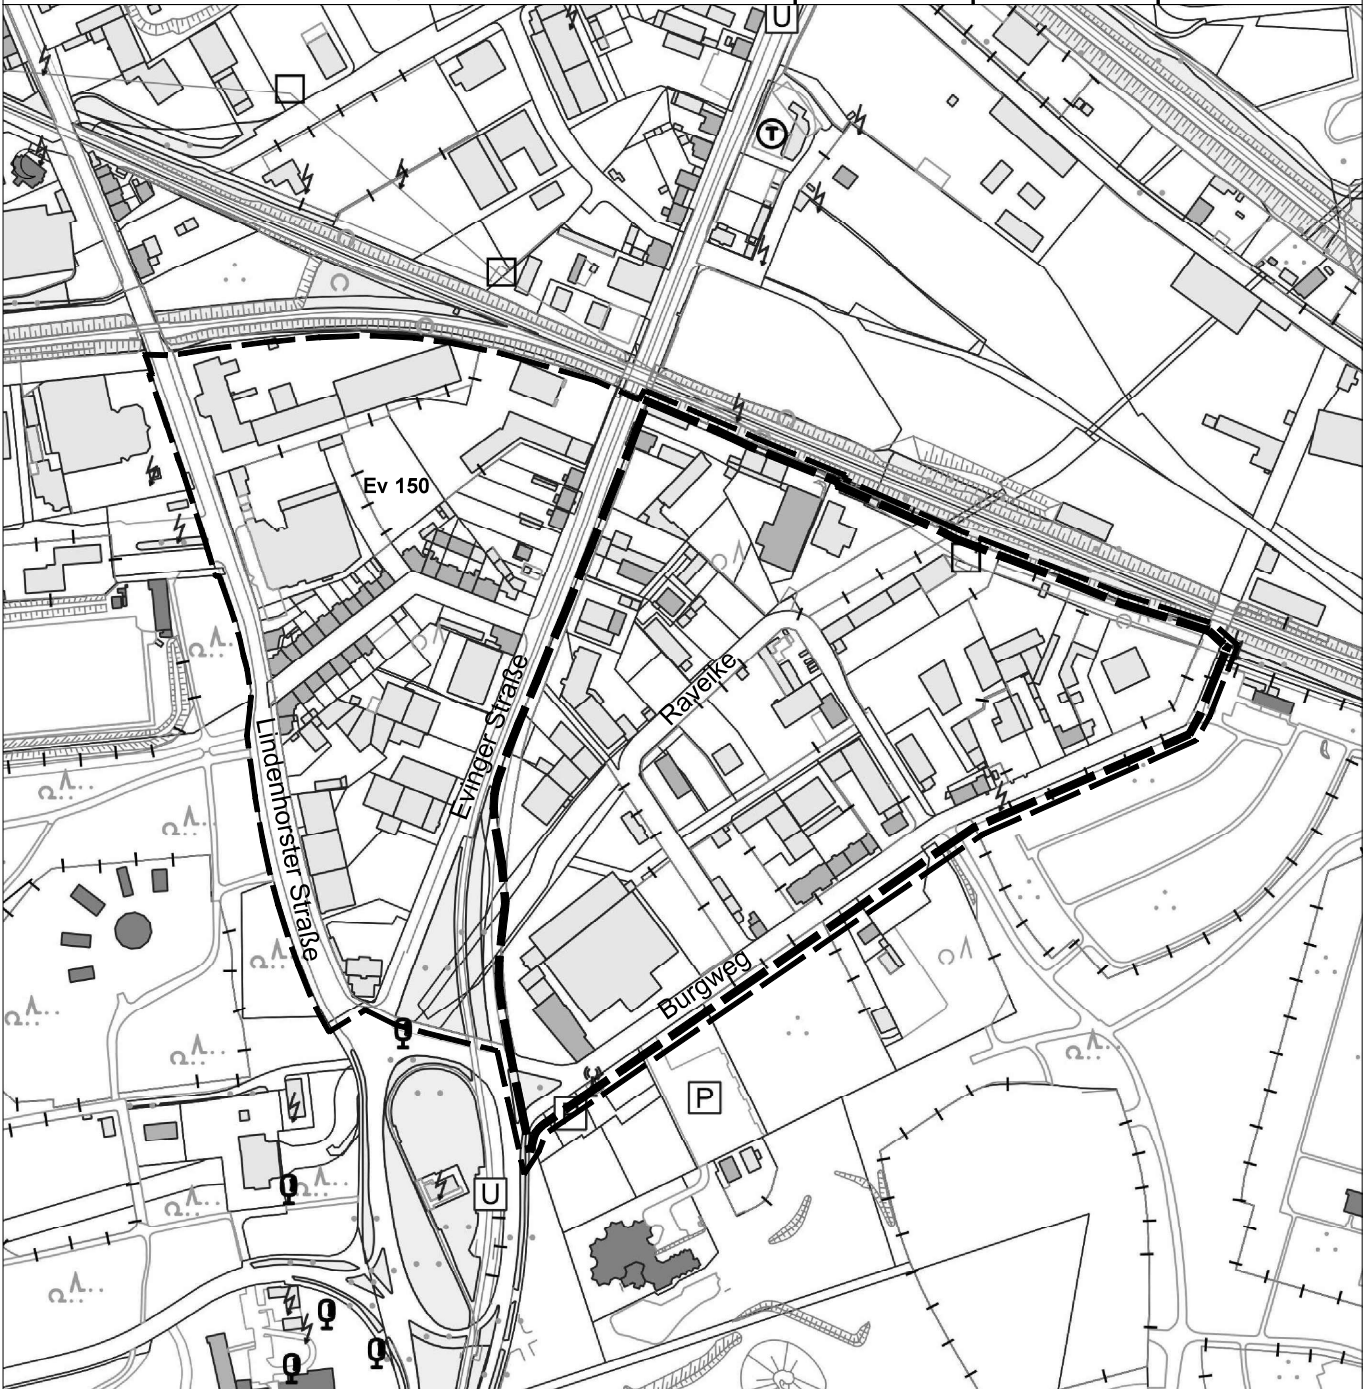 U
T
Ev 150
Raveike
Evinger Straße
Lindenhorster Straße
Burgweg
P
U